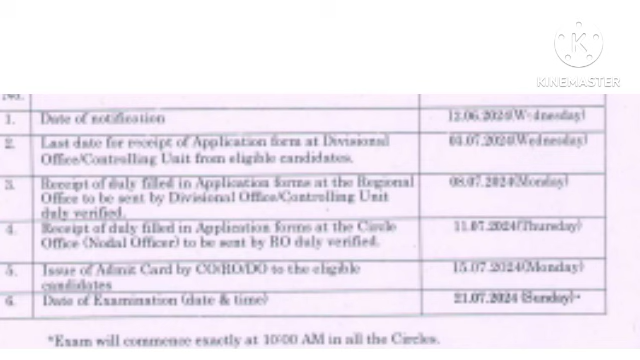 KINEMASTER
No.
1. Date of notification 12.06.2024(Wednesday)
2. Last date for receipt of Application form at Divisional 03.07.2024(Wednesday)
Office/Controlling Unit from eligible candidates.
3. Receipt of duly filled in Application forms at the Regional 08.07.2024(Monday)
Office to be sent by Divisional Office/Controlling Unit
duly verified.
4. Receipt of duly filled in Application forms at the Circle 11.07.2024(Thursday)
Office (Nodal Officer) to be sent by RO duly verified.
5. Issue of Admit Card by CO/RO/DO to the eligible 15.07.2024(Monday)
candidates
6. Date of Examination (date & time) 21.07.2024 (Sunday)*
*Exam will commence exactly at 10:00 AM in all the Circles.